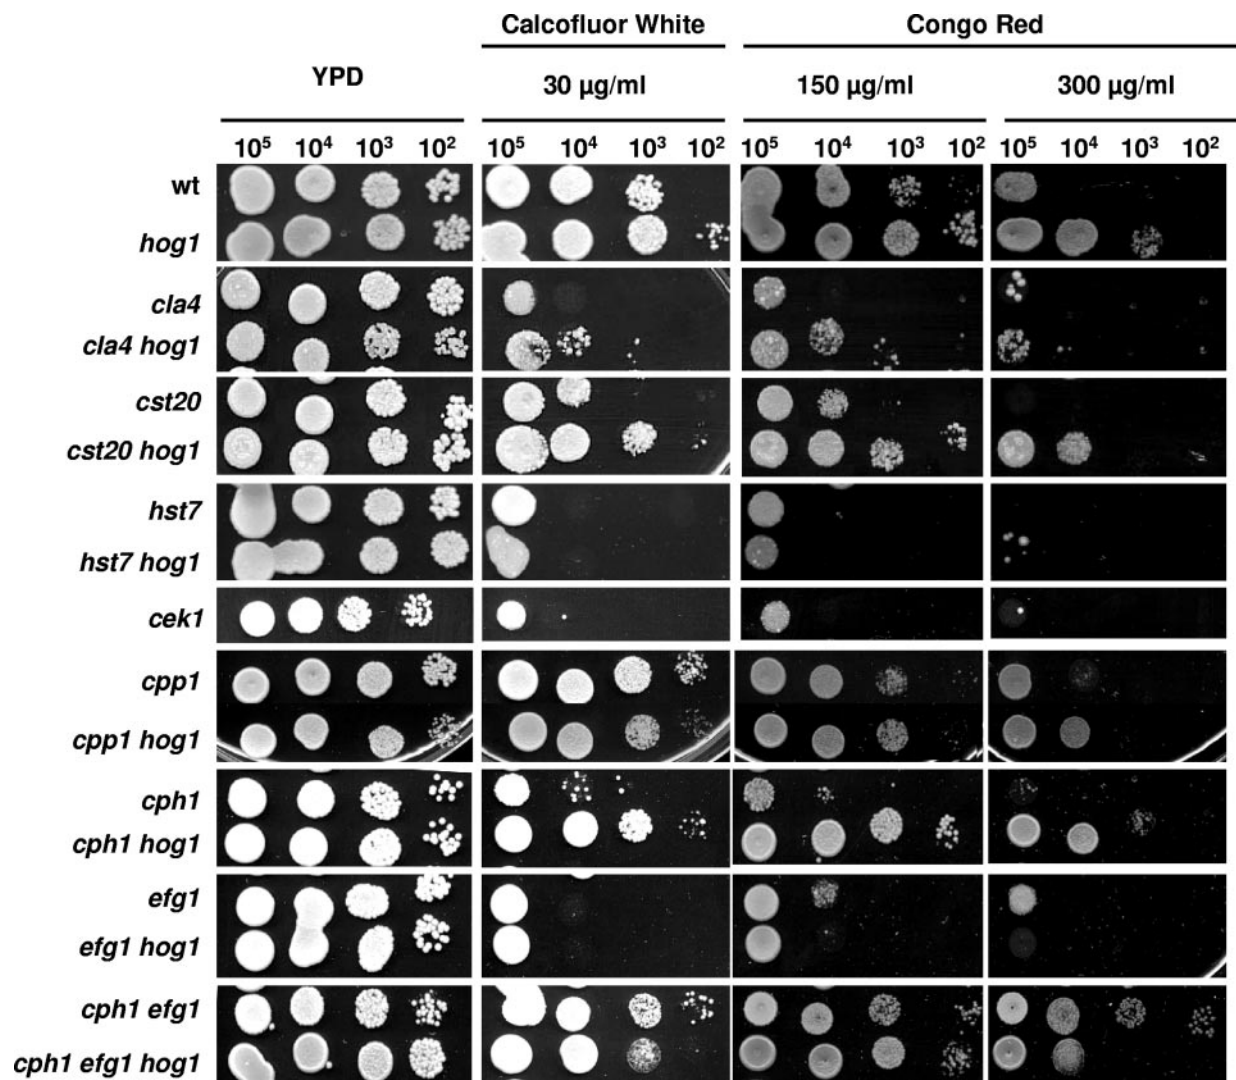 Calcofluor White Congo Red
YPD 30 µg/ml 150 µg/ml 300 µg/ml
10⁵ 10⁴ 10³ 10² 10⁵ 10⁴ 10³ 10² 10⁵ 10⁴ 10³ 10² 10⁵ 10⁴ 10³ 10²
wt
hog1
cla4
cla4 hog1
cst20
cst20 hog1
hst7
hst7 hog1
cek1
cpp1
cpp1 hog1
cph1
cph1 hog1
efg1
efg1 hog1
cph1 efg1
cph1 efg1 hog1